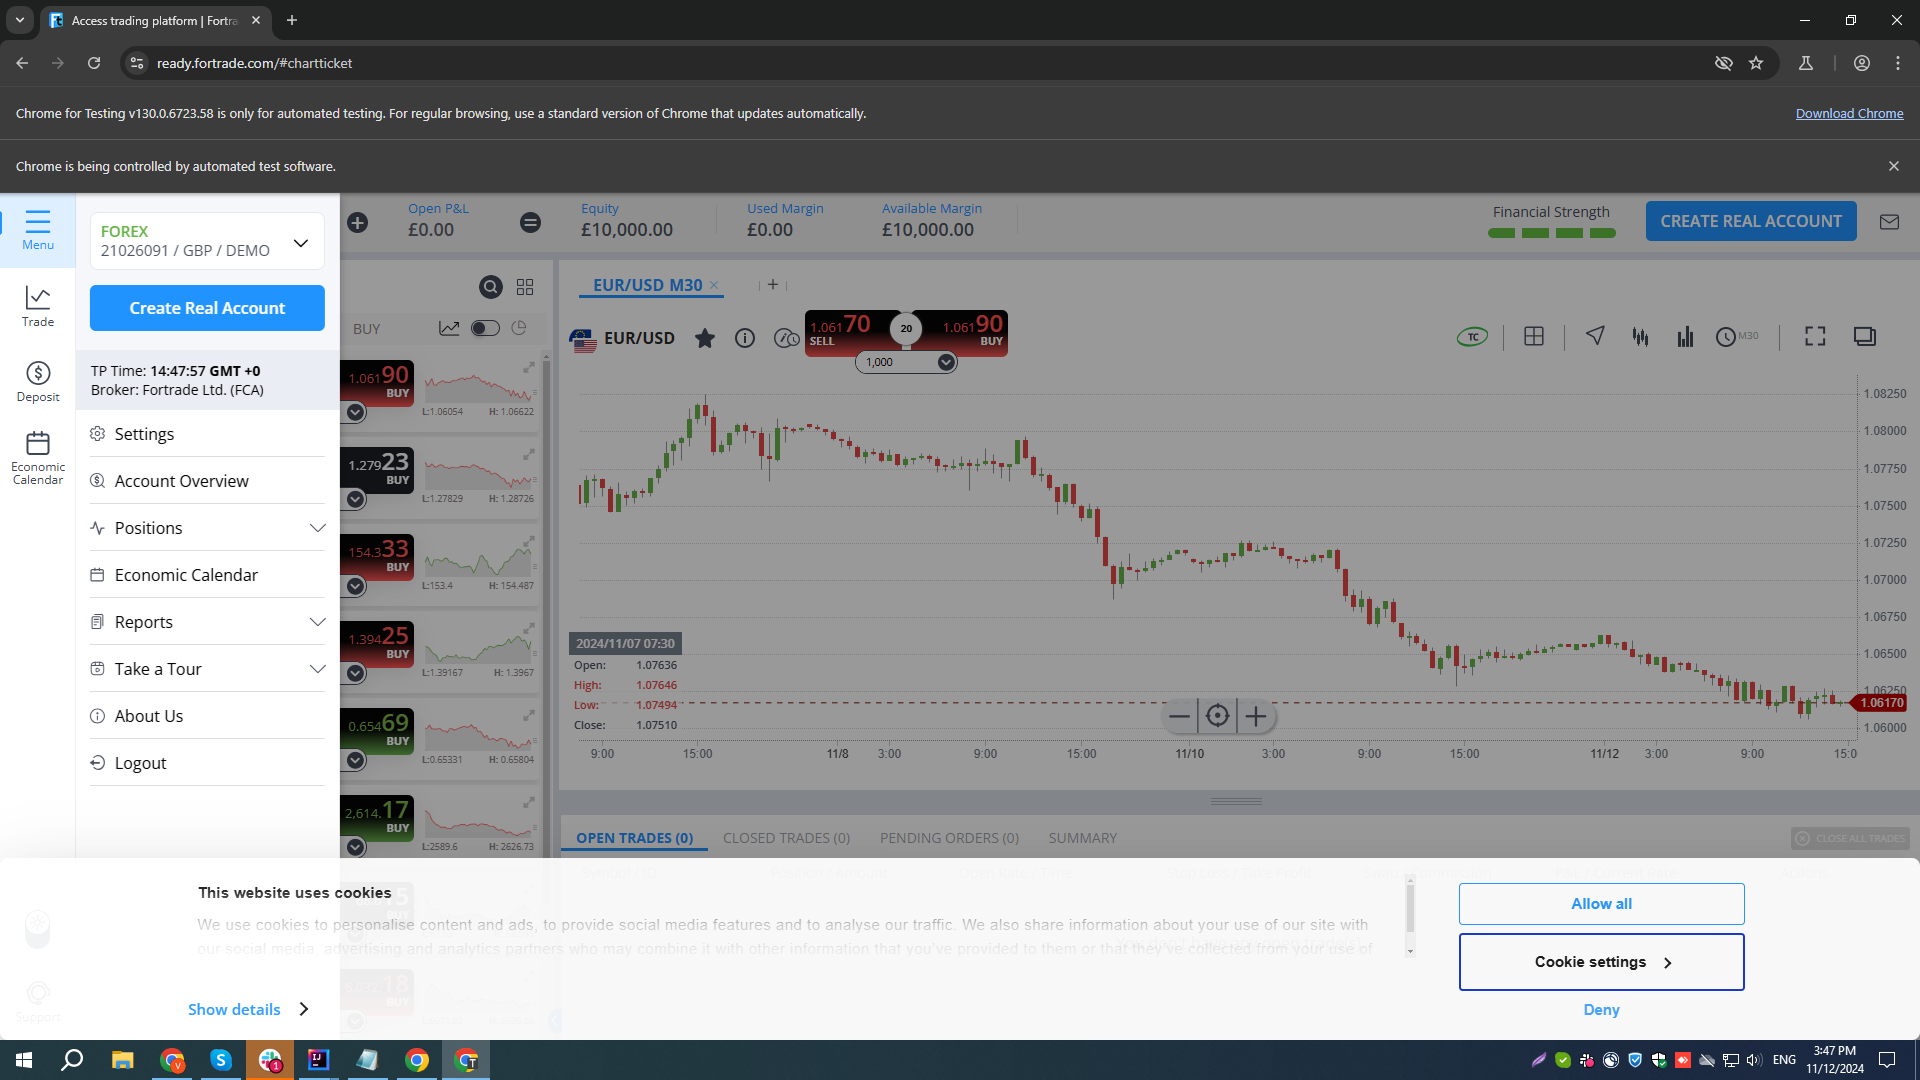 Access trading platform | Fortra
ready.fortrade.com/#chartticket
Chrome for Testing v130.0.6723.58 is only for automated testing. For regular browsing, use a standard version of Chrome that updates automatically.
Download Chrome
Chrome is being controlled by automated test software.
Menu
Trade
Deposit
Economic
Calendar
Support
FOREX
21026091 / GBP / DEMO
Create Real Account
TP Time: 14:47:57 GMT +0
Broker: Fortrade Ltd. (FCA)
Settings
Account Overview
Positions
Economic Calendar
Reports
Take a Tour
About Us
Logout
Open P&L
£0.00
Equity
£10,000.00
Used Margin
£0.00
Available Margin
£10,000.00
Financial Strength
CREATE REAL ACCOUNT
BUY
1.06190
BUY
L:1.06054 H: 1.06622
1.27923
BUY
L:1.27829 H: 1.28726
154.333
BUY
L:153.4 H: 154.487
1.39425
BUY
L:1.39167 H: 1.3967
0.65469
BUY
L:0.65331 H: 0.65804
2,614.17
BUY
L:2589.6 H: 2626.73
EUR/USD M30
EUR/USD
1.06170
SELL
20
1.06190
BUY
1,000
TC
M30
1.08250
1.08000
1.07750
1.07500
1.07250
1.07000
1.06750
1.06500
1.06250
1.06170
1.06000
2024/11/07 07:30
Open: 1.07636
High: 1.07646
Low: 1.07494
Close: 1.07510
9:00 15:00 11/8 3:00 9:00 15:00 11/10 3:00 9:00 15:00 11/12 3:00 9:00 15:0
OPEN TRADES (0)
CLOSED TRADES (0)
PENDING ORDERS (0)
SUMMARY
CLOSE ALL TRADES
This website uses cookies
We use cookies to personalise content and ads, to provide social media features and to analyse our traffic. We also share information about your use of our site with
our social media, advertising and analytics partners who may combine it with other information that you've provided to them or that they've collected from your use of
Show details
Allow all
Cookie settings
Deny
ENG
3:47 PM
11/12/2024